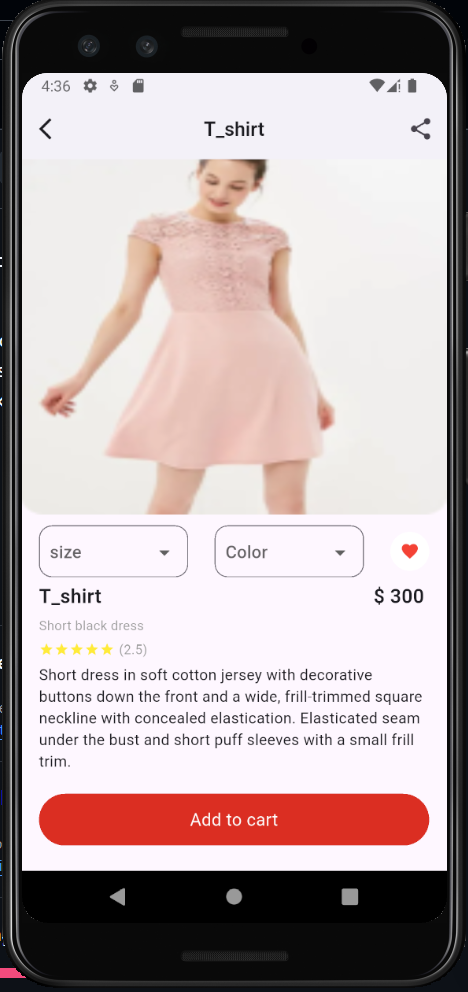 4:36
T_shirt
size
Color
T_shirt
$ 300
Short black dress
(2.5)
Short dress in soft cotton jersey with decorative
buttons down the front and a wide, frill-trimmed square
neckline with concealed elastication. Elasticated seam
under the bust and short puff sleeves with a small frill
trim.
Add to cart